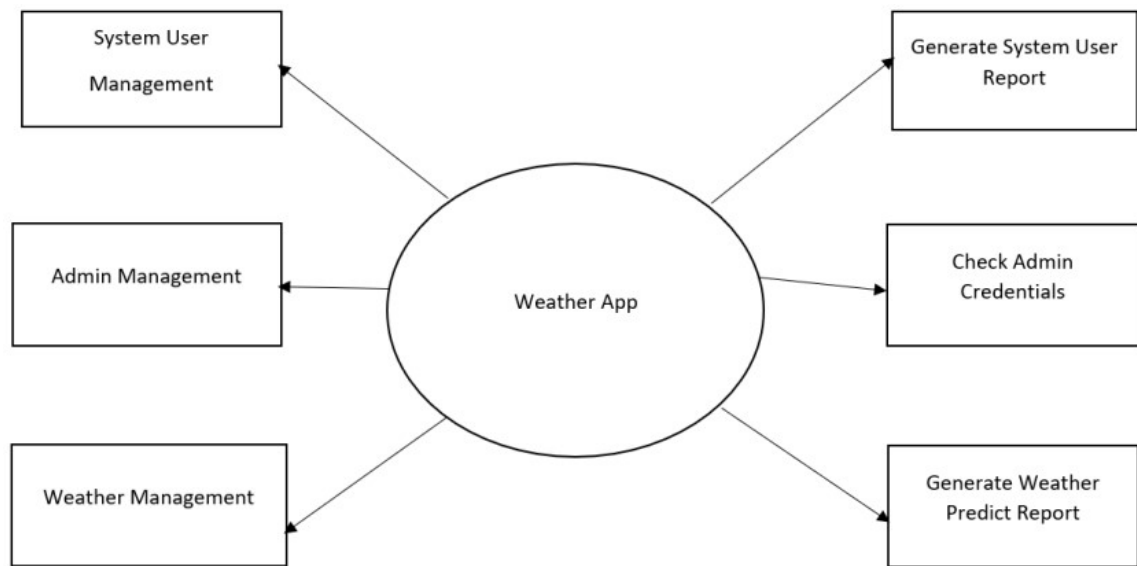 System User
Management
Generate System User
Report
Admin Management
Weather App
Check Admin
Credentials
Weather Management
Generate Weather
Predict Report